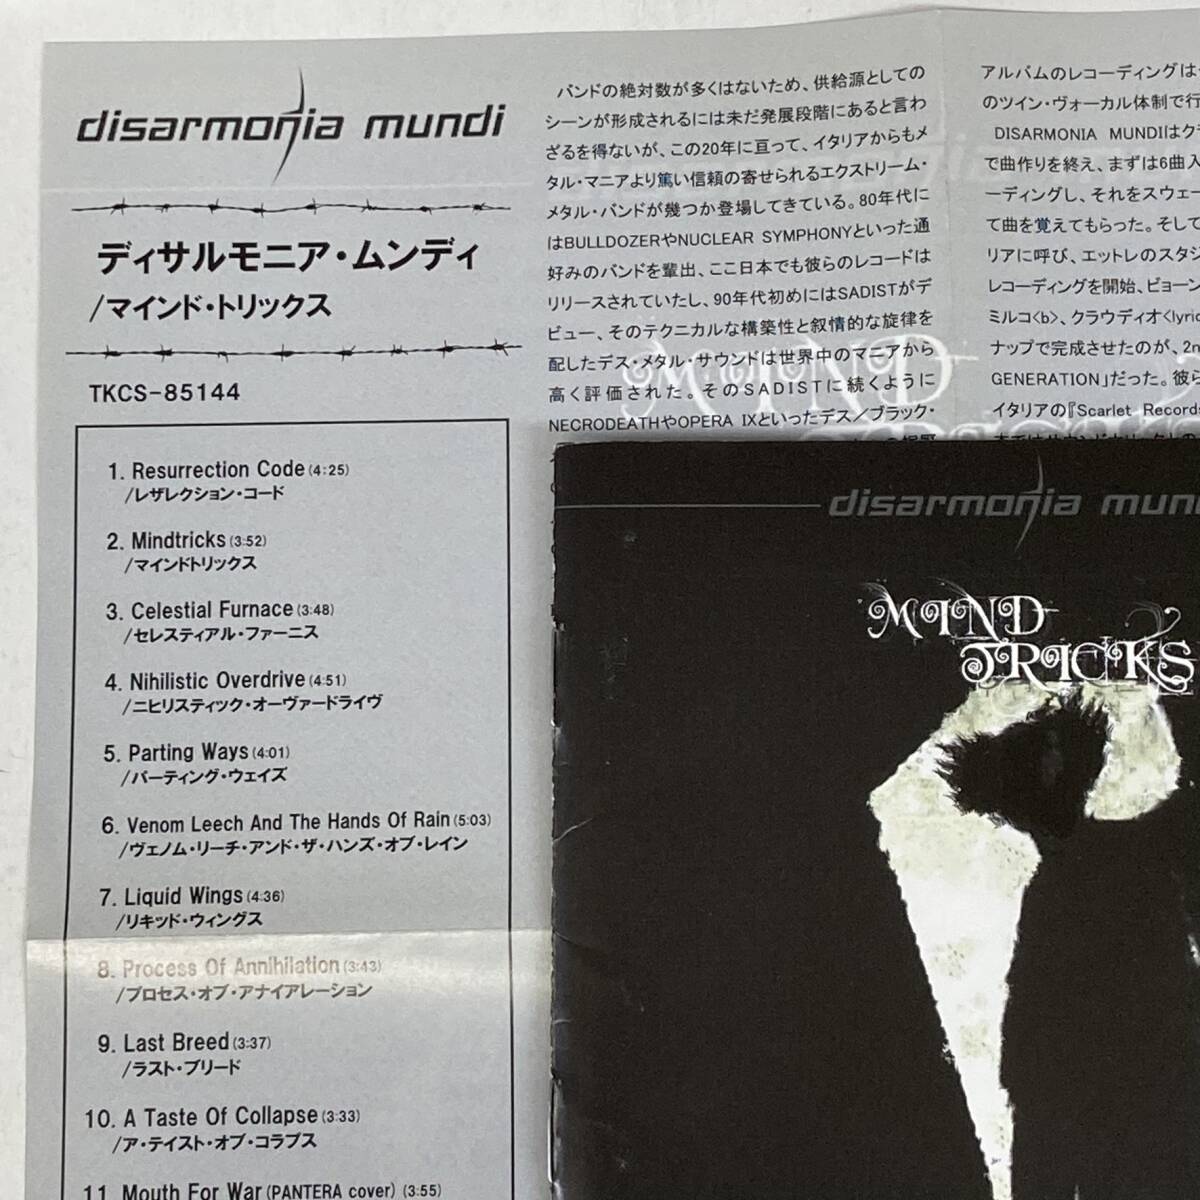 disarmonia mundi
ディサルモニア・ムンディ
/マインド・トリックス
TKCS-85144
1. Resurrection Code (4:25)
/レザレクション・コード
2. Mindtricks (3:52)
/マインドトリックス
3. Celestial Furnace (3:48)
/セレスティアル・ファーニス
4. Nihilistic Overdrive (4:51)
/ニヒリスティック・オーヴァードライヴ
5. Parting Ways (4:01)
/パーティング・ウェイズ
6. Venom Leech And The Hands Of Rain (5:03)
/ヴェノム・リーチ・アンド・ザ・ハンズ・オブ・レイン
7. Liquid Wings (4:36)
/リキッド・ウィングス
8. Process Of Annihilation (3:43)
/プロセス・オブ・アナイアレーション
9. Last Breed (3:37)
/ラスト・ブリード
10. A Taste Of Collapse (3:33)
/ア・テイスト・オブ・コラプス
11. Mouth For War (PANTERA cover) (3:55)
バンドの絶対数が多くはないため、供給源としての
シーンが形成されるには未だ発展段階にあると言わ
ざるを得ないが、この20年に亘って、イタリアからもメ
タル・マニアより篤い信頼の寄せられるエクストリーム・
メタル・バンドが幾つか登場してきている。80年代に
はBULLDOZERやNUCLEAR SYMPHONYといった通
好みのバンドを輩出、ここ日本でも彼らのレコードは
リリースされていたし、90年代初めにはSADISTがデ
ビュー、そのテクニカルな構築性と叙情的な旋律を
配したデス・メタル・サウンドは世界中のマニアから
高く評価された。そのSADISTに続くように
NECRODEATHやOPERA IXといったデス／ブラック・
アルバムのレコーディングは
のツイン・ヴォーカル体制で行
DISARMONIA MUNDIはク
で曲作りを終え、まずは6曲入
ーディングし、それをスウェー
て曲を覚えてもらった。そして
リアに呼び、エットレのスタジ
レコーディングを開始、ビョーン
ミルコ<b>、クラウディオ<lyric
ナップで完成させたのが、2n
GENERATION」だった。彼ら
イタリアの『Scarlet Records
MIND
disarmonia mun
MIND
TRICKS